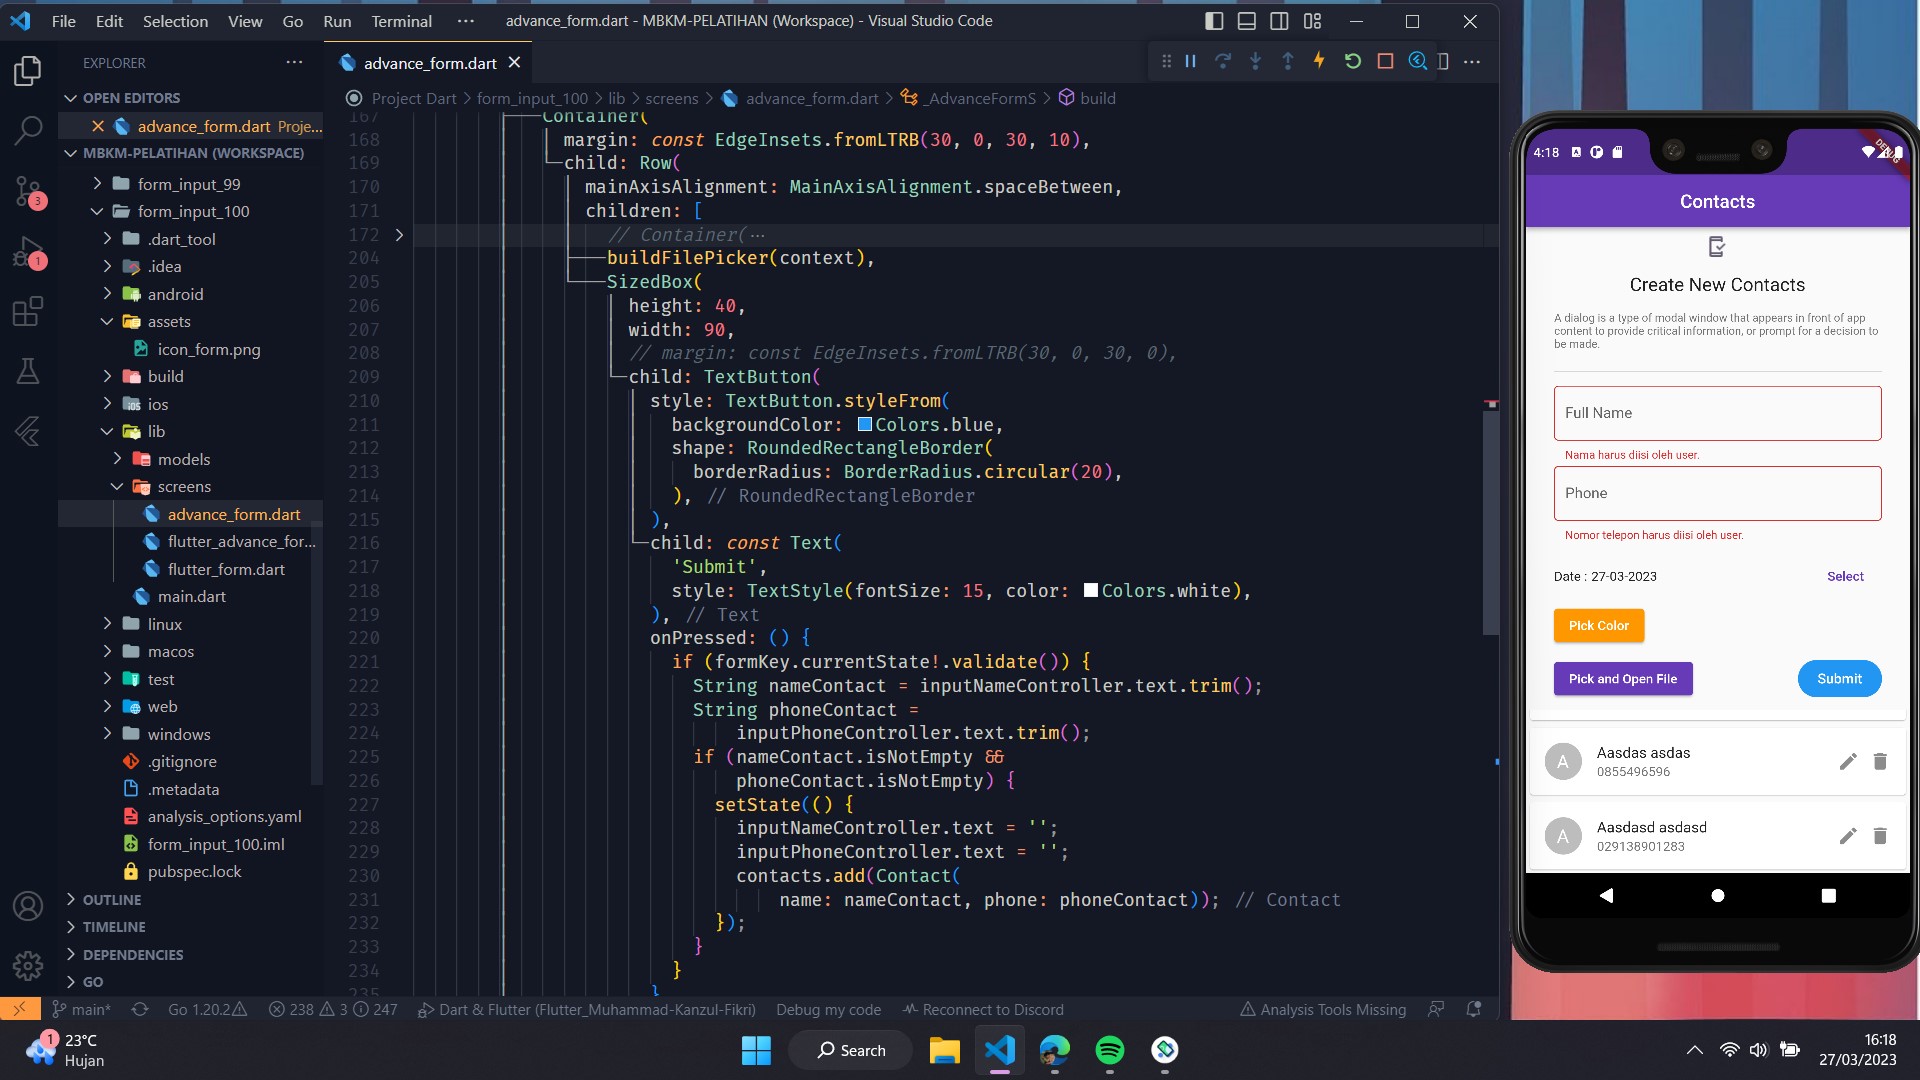 File Edit Selection View Go Run Terminal ···
advance_form.dart - MBKM-PELATIHAN (Workspace) - Visual Studio Code
EXPLORER ···
OPEN EDITORS
advance_form.dart Proje...
MBKM-PELATIHAN (WORKSPACE)
form_input_99
form_input_100
.dart_tool
.idea
android
assets
icon_form.png
build
ios
lib
models
screens
advance_form.dart
flutter_advance_for...
flutter_form.dart
main.dart
linux
macos
test
web
windows
.gitignore
.metadata
analysis_options.yaml
form_input_100.iml
pubspec.lock
OUTLINE
TIMELINE
DEPENDENCIES
GO
3
1
advance_form.dart
Project Dart > form_input_100 > lib > screens > advance_form.dart > _AdvanceFormS > build
167 Container(
168 margin: const EdgeInsets.fromLTRB(30, 0, 30, 10),
169 child: Row(
170 mainAxisAlignment: MainAxisAlignment.spaceBetween,
171 children: [
172 // Container(···
204 buildFilePicker(context),
205 SizedBox(
206 height: 40,
207 width: 90,
208 // margin: const EdgeInsets.fromLTRB(30, 0, 30, 0),
209 child: TextButton(
210 style: TextButton.styleFrom(
211 backgroundColor: Colors.blue,
212 shape: RoundedRectangleBorder(
213 borderRadius: BorderRadius.circular(20),
214 ), // RoundedRectangleBorder
215 ),
216 child: const Text(
217 'Submit',
218 style: TextStyle(fontSize: 15, color: Colors.white),
219 ), // Text
220 onPressed: () {
221 if (formKey.currentState!.validate()) {
222 String nameContact = inputNameController.text.trim();
223 String phoneContact =
224 inputPhoneController.text.trim();
225 if (nameContact.isNotEmpty &&
226 phoneContact.isNotEmpty) {
227 setState(() {
228 inputNameController.text = '';
229 inputPhoneController.text = '';
230 contacts.add(Contact(
231 name: nameContact, phone: phoneContact)); // Contact
232 });
233 }
234 }
235 }
main* Go 1.20.2 238 3 247 Dart & Flutter (Flutter_Muhammad-Kanzul-Fikri) Debug my code Reconnect to Discord Analysis Tools Missing
4:18
DEBUG
Contacts
Create New Contacts
A dialog is a type of modal window that appears in front of app
content to provide critical information, or prompt for a decision to
be made.
Full Name
Nama harus diisi oleh user.
Phone
Nomor telepon harus diisi oleh user.
Date : 27-03-2023 Select
Pick Color
Pick and Open File Submit
A Aasdas asdas
0855496596
A Aasdasd asdasd
029138901283
1 23°C
Hujan
Search
16:18
27/03/2023